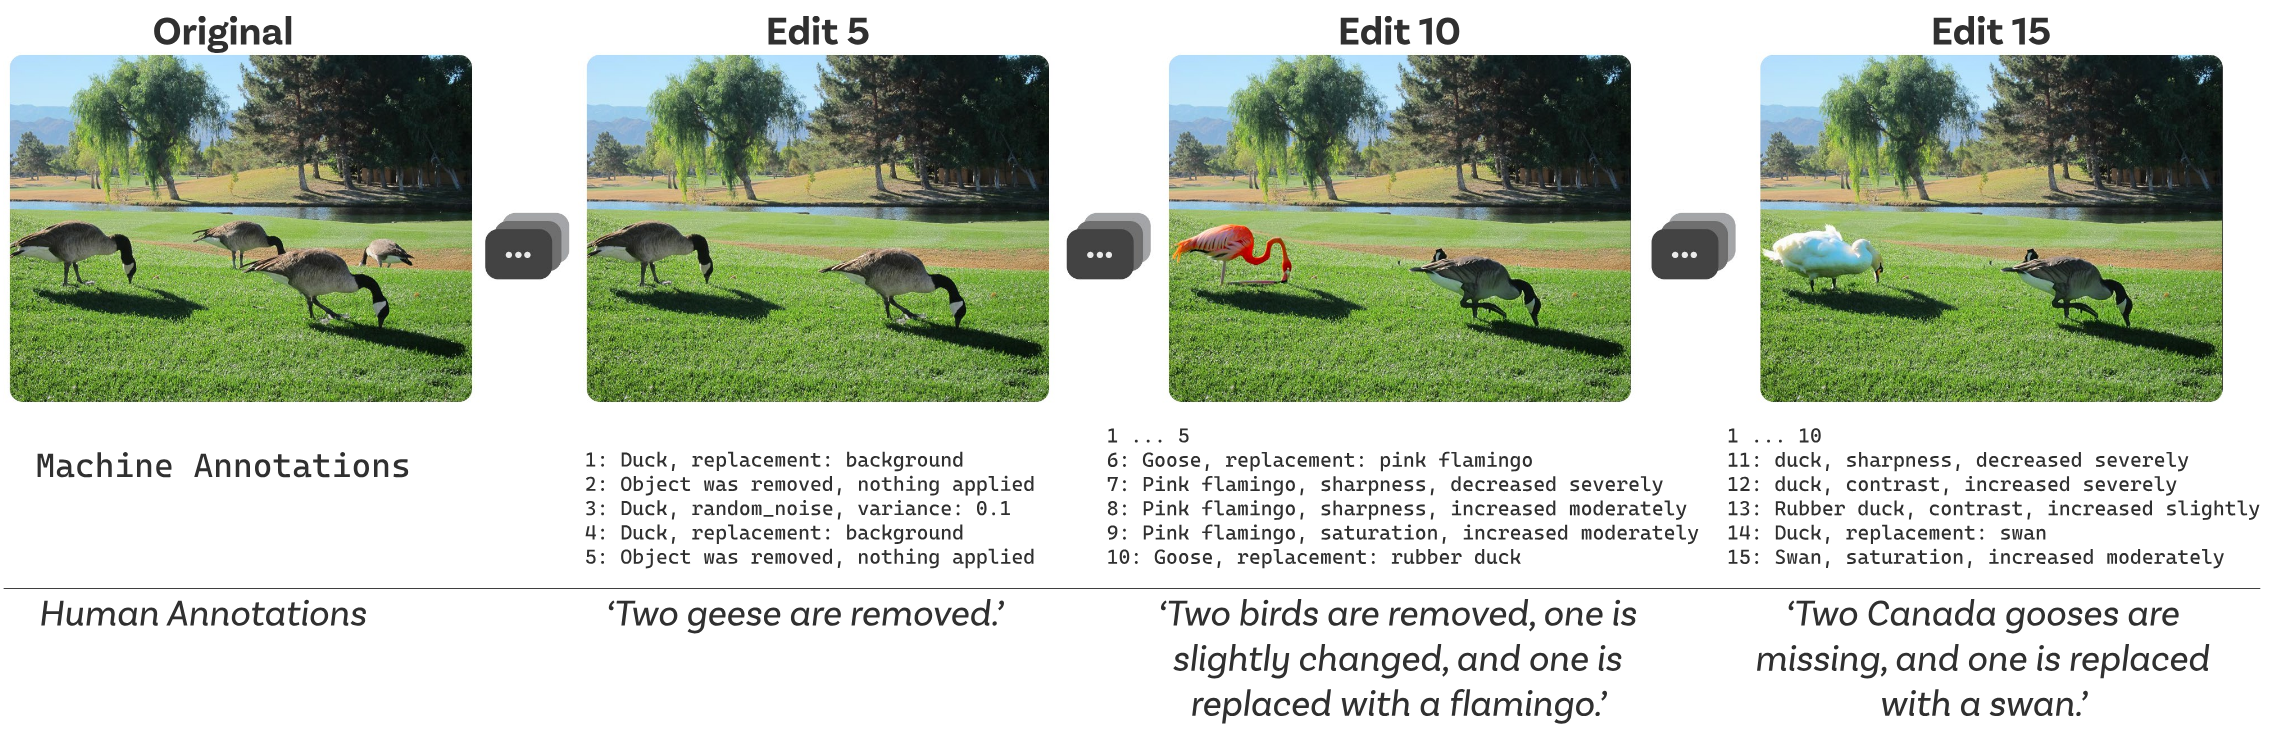 Original
Edit 5
Edit 10
Edit 15
Machine Annotations
1: Duck, replacement: background
2: Object was removed, nothing applied
3: Duck, random_noise, variance: 0.1
4: Duck, replacement: background
5: Object was removed, nothing applied
1 ... 5
6: Goose, replacement: pink flamingo
7: Pink flamingo, sharpness, decreased severely
8: Pink flamingo, sharpness, increased moderately
9: Pink flamingo, saturation, increased moderately
10: Goose, replacement: rubber duck
1 ... 10
11: duck, sharpness, decreased severely
12: duck, contrast, increased severely
13: Rubber duck, contrast, increased slightly
14: Duck, replacement: swan
15: Swan, saturation, increased moderately
Human Annotations
‘Two geese are removed.’
‘Two birds are removed, one is
slightly changed, and one is
replaced with a flamingo.’
‘Two Canada gooses are
missing, and one is replaced
with a swan.’